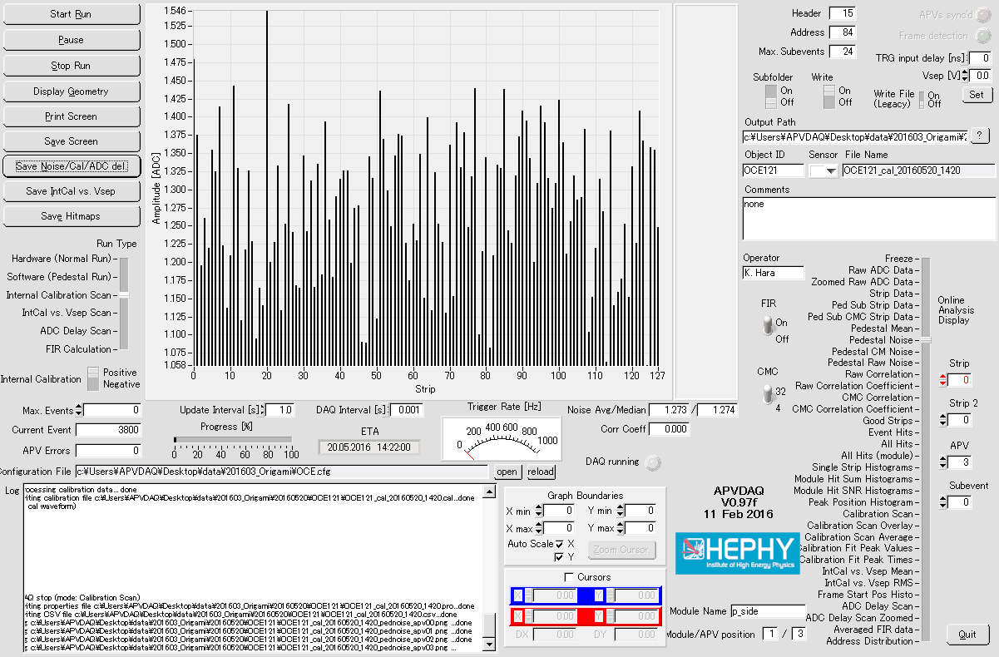 Start Run
Pause
Stop Run
Display Geometry
Print Screen
Save Screen
Save Noise/Cal/ADC del.
Save IntCal vs. Vsep
Save Hitmaps
Run Type
Hardware (Normal Run)
Software (Pedestal Run)
Internal Calibration Scan
IntCal vs. Vsep Scan
ADC Delay Scan
FIR Calculation
Internal Calibration
Positive
Negative
Amplitude [ADC]
1.546
1.525
1.500
1.475
1.450
1.425
1.400
1.375
1.350
1.325
1.300
1.275
1.250
1.225
1.200
1.175
1.150
1.125
1.100
1.075
1.058
0 10 20 30 40 50 60 70 80 90 100 110 120 127
Strip
Header 15
Address 84
Max. Subevents 24
APVs sync'd
Frame detection
TRG input delay [ns] 0
Vsep [V] 0.0
Subfolder
On
Off
Write
On
Off
Write File
(Legacy)
On
Off
Set
Output Path
c:¥Users¥APVDAQ¥Desktop¥data¥201603_Origami¥2
?
Object ID Sensor File Name
OCE121 OCE121_cal_20160520_1420
Comments
none
Operator
K. Hara
FIR
On
Off
CMC
32
4
Freeze
Raw ADC Data
Zoomed Raw ADC Data
Strip Data
Ped Sub Strip Data
Ped Sub CMC Strip Data
Pedestal Mean
Pedestal Noise
Pedestal CM Noise
Pedestal Raw Noise
Raw Correlation
Raw Correlation Coefficient
CMC Correlation
CMC Correlation Coefficient
Good Strips
Event Hits
All Hits
All Hits (module)
Single Strip Histograms
Module Hit Sum Histograms
Module Hit SNR Histograms
Peak Position Histogram
Calibration Scan
Calibration Scan Overlay
Calibration Scan Average
Calibration Fit Peak Values
Calibration Fit Peak Times
IntCal vs. Vsep Mean
IntCal vs. Vsep RMS
Frame Start Pos Histo
ADC Delay Scan
ADC Delay Scan Zoomed
Averaged FIR data
Address Distribution
Online
Analysis
Display
Strip
0
Strip 2
0
APV
3
Subevent
0
Quit
Max. Events 0
Current Event 3800
APV Errors 0
Update Interval [s] 1.0
DAQ Interval [s] 0.001
Progress [%]
0 20 40 60 80 100
ETA
20.05.2016 14:22:00
Trigger Rate [Hz]
0 200 400 600 800 1000
Noise Avg/Median 1.273 / 1.274
Corr Coeff 0.000
DAQ running
onfiguration File c:¥Users¥APVDAQ¥Desktop¥data¥201603_Origami¥OCE.cfg
open reload
Log
ocessing calibration data... done
iting calibration file c:¥Users¥APVDAQ¥Desktop¥data¥201603_Origami¥20160520¥OCE121¥OCE121_cal_20160520_1420.cal...done
cal waveform)
AQ stop (mode: Calibration Scan)
iting properties file c:¥Users¥APVDAQ¥Desktop¥data¥201603_Origami¥20160520¥OCE121¥OCE121_cal_20160520_1420.pro...done
iting CSV file c:¥Users¥APVDAQ¥Desktop¥data¥201603_Origami¥20160520¥OCE121¥OCE121_cal_20160520_1420.csv...done
g c:¥Users¥APVDAQ¥Desktop¥data¥201603_Origami¥20160520¥OCE121¥OCE121_cal_20160520_1420_pednoise_apv00.png ...done
g c:¥Users¥APVDAQ¥Desktop¥data¥201603_Origami¥20160520¥OCE121¥OCE121_cal_20160520_1420_pednoise_apv01.png ...done
g c:¥Users¥APVDAQ¥Desktop¥data¥201603_Origami¥20160520¥OCE121¥OCE121_cal_20160520_1420_pednoise_apv02.png ...done
g c:¥Users¥APVDAQ¥Desktop¥data¥201603_Origami¥20160520¥OCE121¥OCE121_cal_20160520_1420_pednoise_apv03.png ...
Graph Boundaries
X min 0 Y min 0
X max 0 Y max 0
Auto Scale X
Y
Zoom Cursor
Cursors
X 0.00 Y 0.00
X 0.00 Y 0.00
DX 0.00 DY 0.00
APVDAQ
V0.97f
11 Feb 2016
HEPHY
Institute of High Energy Physics
Module Name p_side
Module/APV position 1 / 3